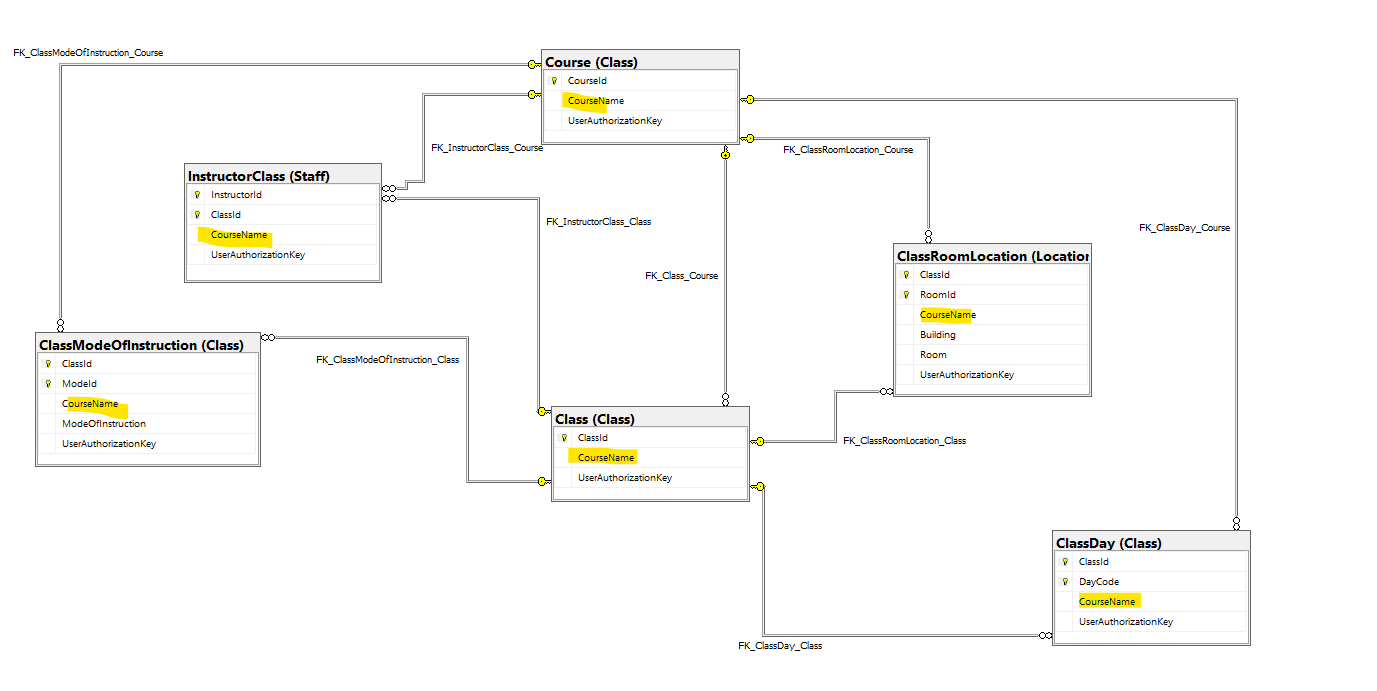 FK_ClassModeOfInstruction_Course
Course (Class)
CourseId
CourseName
UserAuthorizationKey
FK_InstructorClass_Course
FK_ClassRoomLocation_Course
InstructorClass (Staff)
InstructorId
ClassId
CourseName
UserAuthorizationKey
FK_InstructorClass_Class
FK_ClassDay_Course
FK_Class_Course
ClassRoomLocation (Location
ClassId
RoomId
CourseName
Building
Room
UserAuthorizationKey
ClassModeOfInstruction (Class)
ClassId
ModeId
CourseName
ModeOfInstruction
UserAuthorizationKey
FK_ClassModeOfInstruction_Class
Class (Class)
ClassId
CourseName
UserAuthorizationKey
FK_ClassRoomLocation_Class
ClassDay (Class)
ClassId
DayCode
CourseName
UserAuthorizationKey
FK_ClassDay_Class